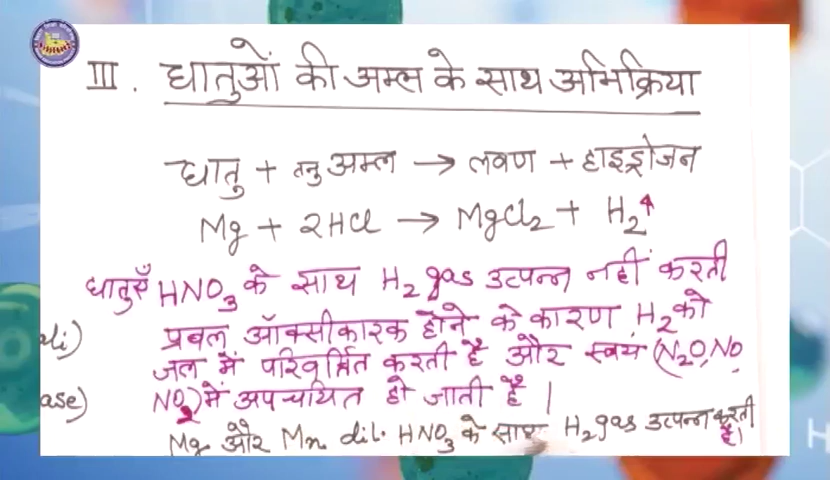 III. धातुओं की अम्ल के साथ अभिक्रिया
धातु + तनु अम्ल → लवण + हाइड्रोजन
Mg + 2HCl → MgCl₂ + H₂↑
धातुएँ HNO₃ के साथ H₂ gas उत्पन्न नहीं करती
प्रबल ऑक्सीकारक होने के कारण H₂ को
ali)
जल में परिवर्तित करती है और स्वयं (N₂O, NO
ase)
NO₂) में अपचयित हो जाती है |
Mg और Mn dil. HNO₃ के साथ H₂ gas उत्पन्न करती
है।
H